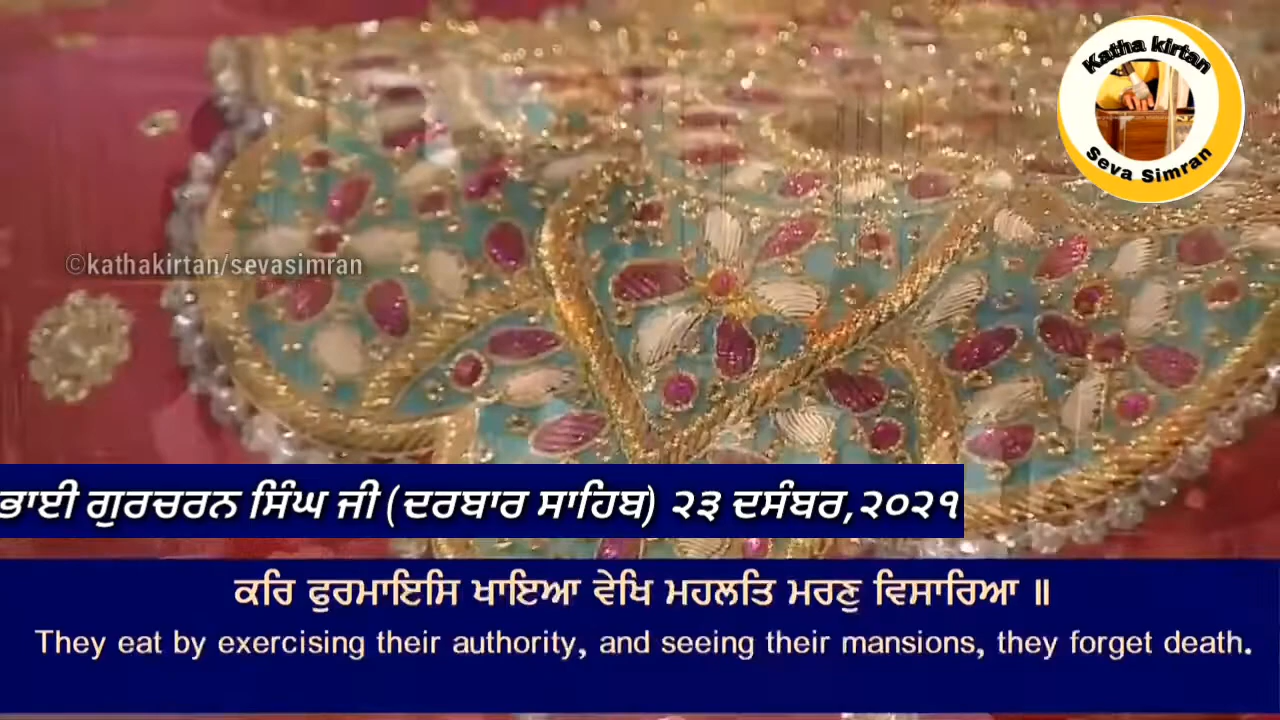 Katha kirtan
Seva Simran
©kathakirtan/sevasimran
ਭਾਈ ਗੁਰਚਰਨ ਸਿੰਘ ਜੀ (ਦਰਬਾਰ ਸਾਹਿਬ) ੨੩ ਦਸੰਬਰ,੨੦੨੧
ਕਰਿ ਫੁਰਮਾਇਸਿ ਖਾਇਆ ਵੇਖਿ ਮਹਲਤਿ ਮਰਣੁ ਵਿਸਾਰਿਆ ॥
They eat by exercising their authority, and seeing their mansions, they forget death.